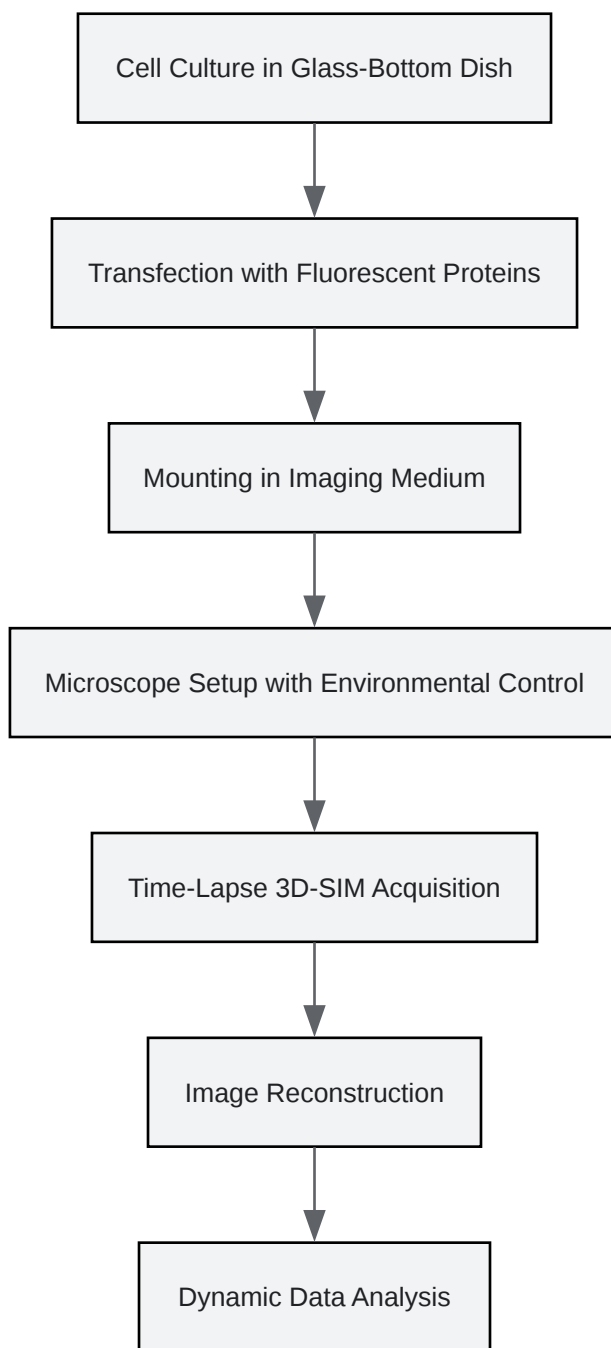 Cell Culture in Glass-Bottom Dish
Transfection with Fluorescent Proteins
Mounting in Imaging Medium
Microscope Setup with Environmental Control
Time-Lapse 3D-SIM Acquisition
Image Reconstruction
Dynamic Data Analysis